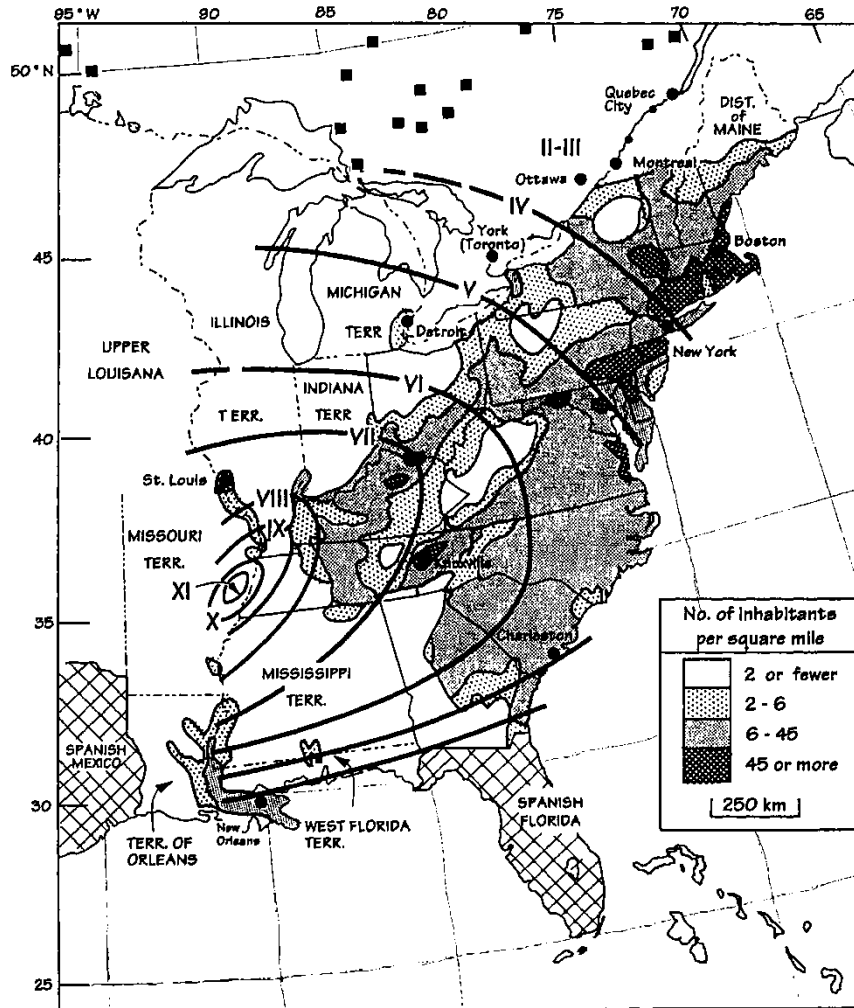 95° W
90
85
80
75
70
65
50° N
45
40
35
30
25
Quebec
City
DIST.
of
MAINE
II-III
Ottawa
Montreal
IV
York
(Toronto)
Boston
V
MICHIGAN
ILLINOIS
TERR
Detroit
New York
UPPER
LOUISANA
INDIANA
TERR
VI
TERR.
VII
St. Louis
VIII
IX
MISSOURI
TERR.
XI
X
Knoxville
Charleston
MISSISSIPPI
TERR.
SPANISH
MEXICO
TERR. OF
ORLEANS
New
Orleans
WEST FLORIDA
TERR.
SPANISH
FLORIDA
No. of inhabitants
per square mile
2 or fewer
2 - 6
6 - 45
45 or more
250 km